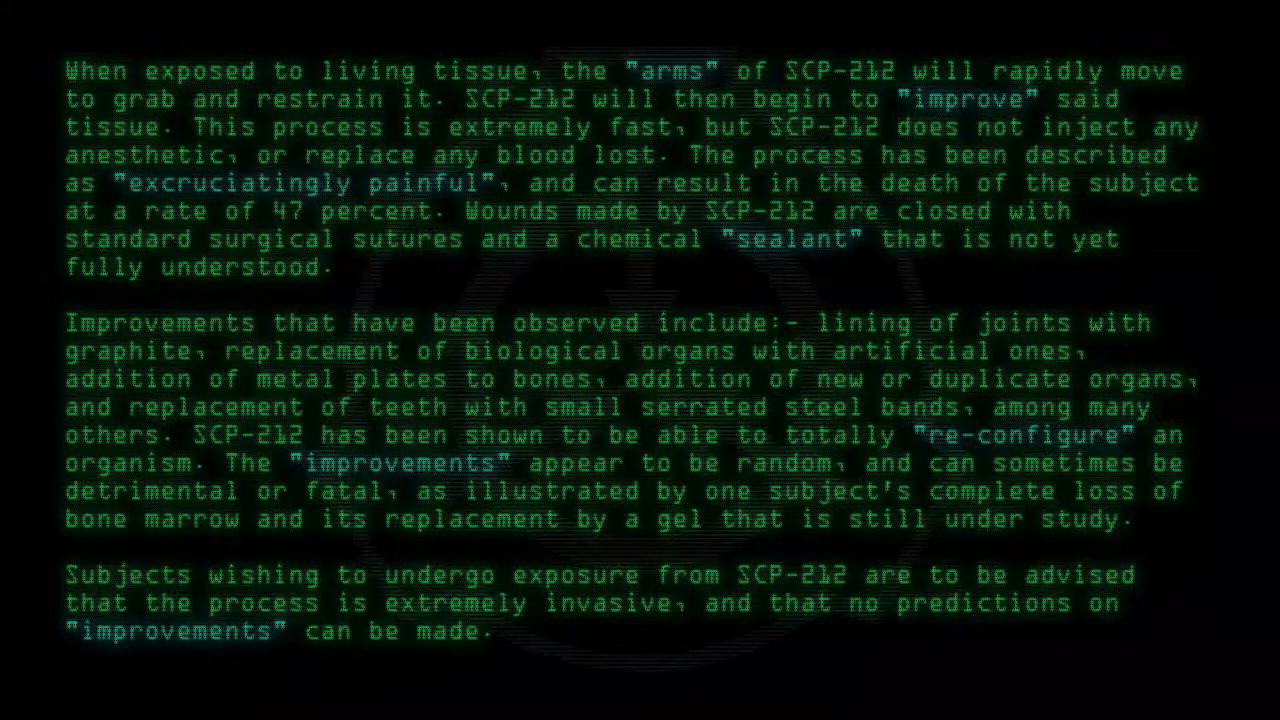 When exposed to living tissue, the "arms" of SCP-212 will rapidly move
to grab and restrain it. SCP-212 will then begin to "improve" said
tissue. This process is extremely fast, but SCP-212 does not inject any
anesthetic, or replace any blood lost. The process has been described
as "excruciatingly painful", and can result in the death of the subject
at a rate of 47 percent. Wounds made by SCP-212 are closed with
standard surgical sutures and a chemical "sealant" that is not yet
fully understood.
Improvements that have been observed include:- lining of joints with
graphite, replacement of biological organs with artificial ones,
addition of metal plates to bones, addition of new or duplicate organs,
and replacement of teeth with small serrated steel bands, among many
others. SCP-212 has been shown to be able to totally "re-configure" an
organism. The "improvements" appear to be random, and can sometimes be
detrimental or fatal, as illustrated by one subject's complete loss of
bone marrow and its replacement by a gel that is still under study.
Subjects wishing to undergo exposure from SCP-212 are to be advised
that the process is extremely invasive, and that no predictions on
"improvements" can be made.